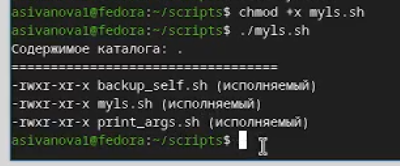 asivanova1@fedora:~/scripts$ chmod +x myls.sh
asivanova1@fedora:~/scripts$ ./myls.sh
Содержимое каталога: .
==================================
-rwxr-xr-x backup_self.sh (исполняемый)
-rwxr-xr-x myls.sh (исполняемый)
-rwxr-xr-x print_args.sh (исполняемый)
asivanova1@fedora:~/scripts$